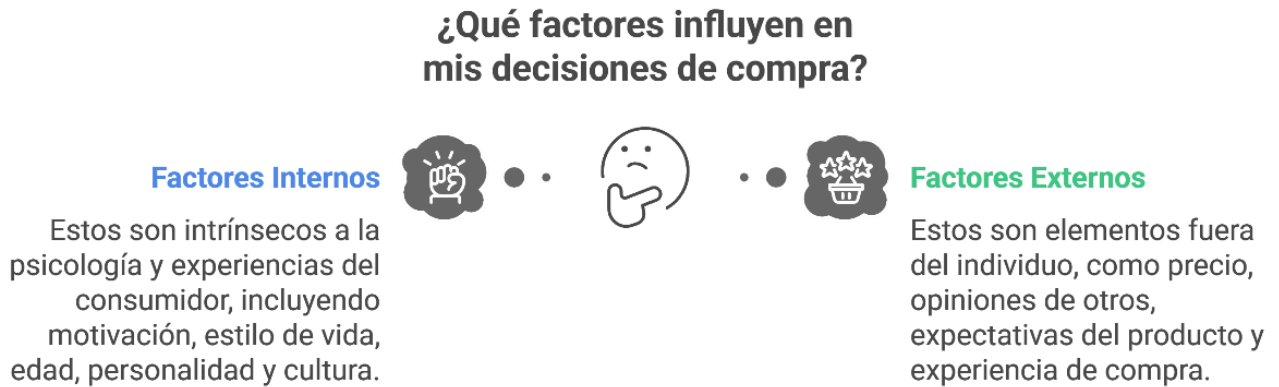 ¿Qué factores influyen en
mis decisiones de compra?
Factores Internos
Estos son intrínsecos a la
psicología y experiencias del
consumidor, incluyendo
motivación, estilo de vida,
edad, personalidad y cultura.
Factores Externos
Estos son elementos fuera
del individuo, como precio,
opiniones de otros,
expectativas del producto y
experiencia de compra.